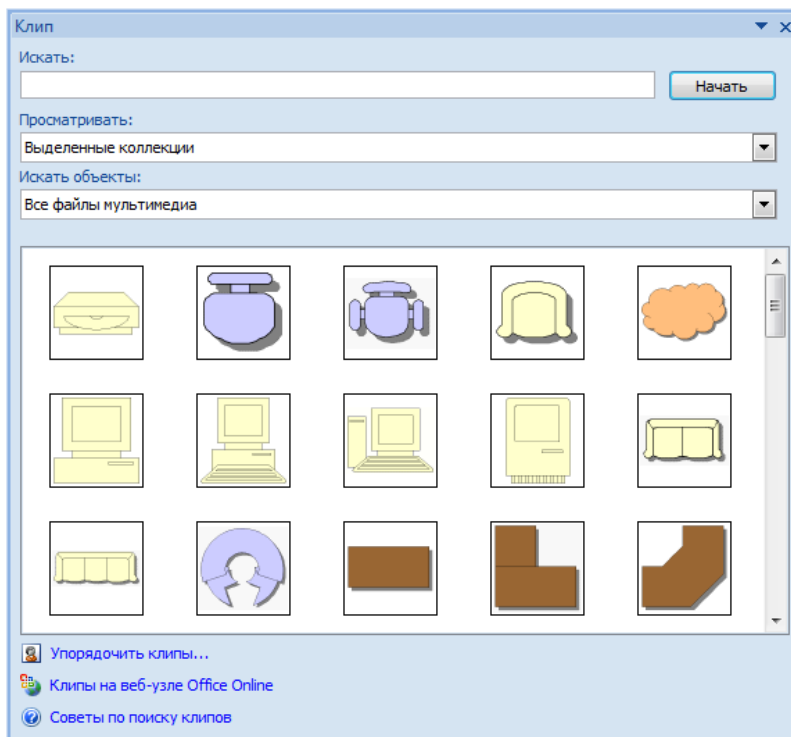 Клип
Искать:
Начать
Просматривать:
Выделенные коллекции
Искать объекты:
Все файлы мультимедиа
Упорядочить клипы...
Клипы на веб-узле Office Online
Советы по поиску клипов